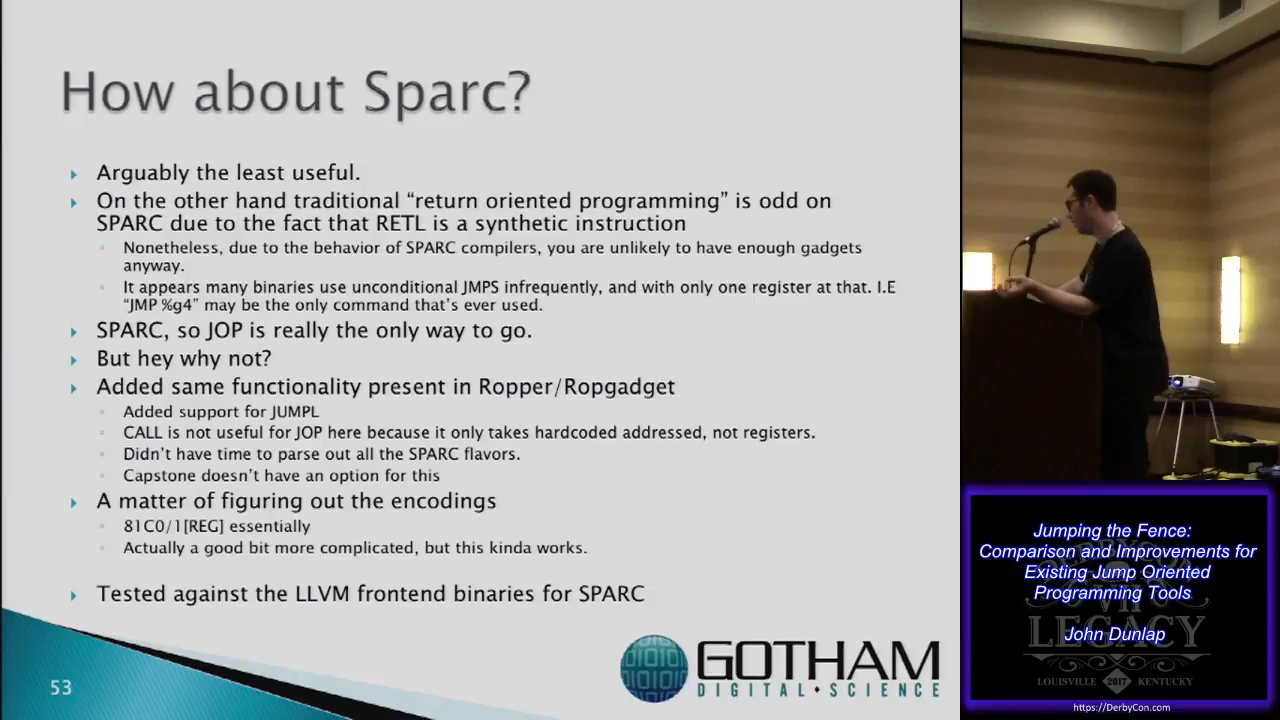 How about Sparc?
Arguably the least useful.
On the other hand traditional “return oriented programming” is odd on
SPARC due to the fact that RETL is a synthetic instruction
Nonetheless, due to the behavior of SPARC compilers, you are unlikely to have enough gadgets
anyway.
It appears many binaries use unconditional JMPS infrequently, and with only one register at that. I.E
“JMP %g4” may be the only command that’s ever used.
SPARC, so JOP is really the only way to go.
But hey why not?
Added same functionality present in Ropper/Ropgadget
Added support for JUMPL
CALL is not useful for JOP here because it only takes hardcoded addressed, not registers.
Didn’t have time to parse out all the SPARC flavors.
Capstone doesn’t have an option for this
A matter of figuring out the encodings
81C0/1[REG] essentially
Actually a good bit more complicated, but this kinda works.
Tested against the LLVM frontend binaries for SPARC
53
GOTHAM
DIGITAL SCIENCE
Jumping the Fence:
Comparison and Improvements for
Existing Jump Oriented
Programming Tools
John Dunlap
LEGACY
LOUISVILLE 2017 KENTUCKY
https://DerbyCon.com